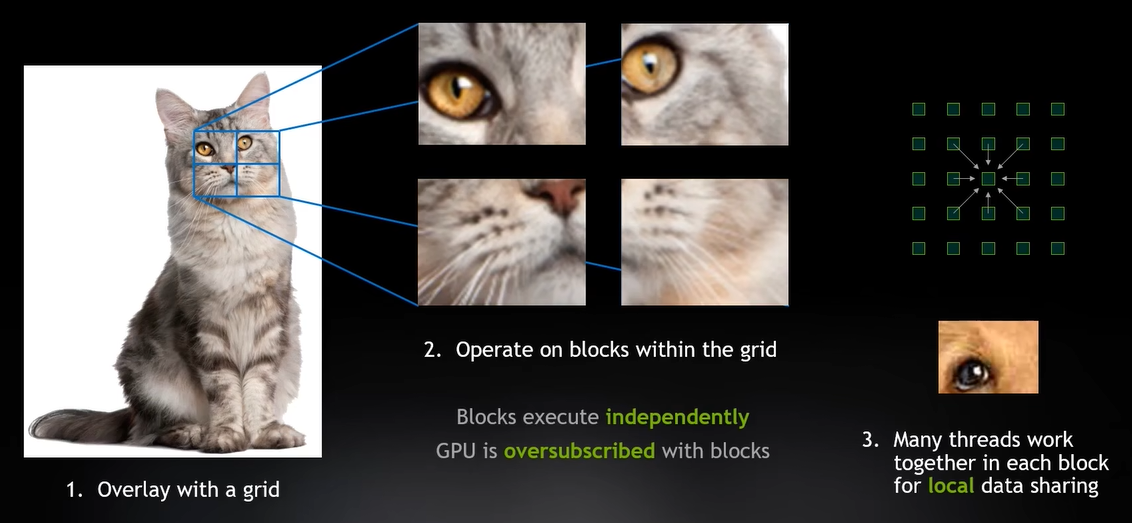 1. Overlay with a grid
2. Operate on blocks within the grid
Blocks execute independently
GPU is oversubscribed with blocks
3. Many threads work
together in each block
for local data sharing